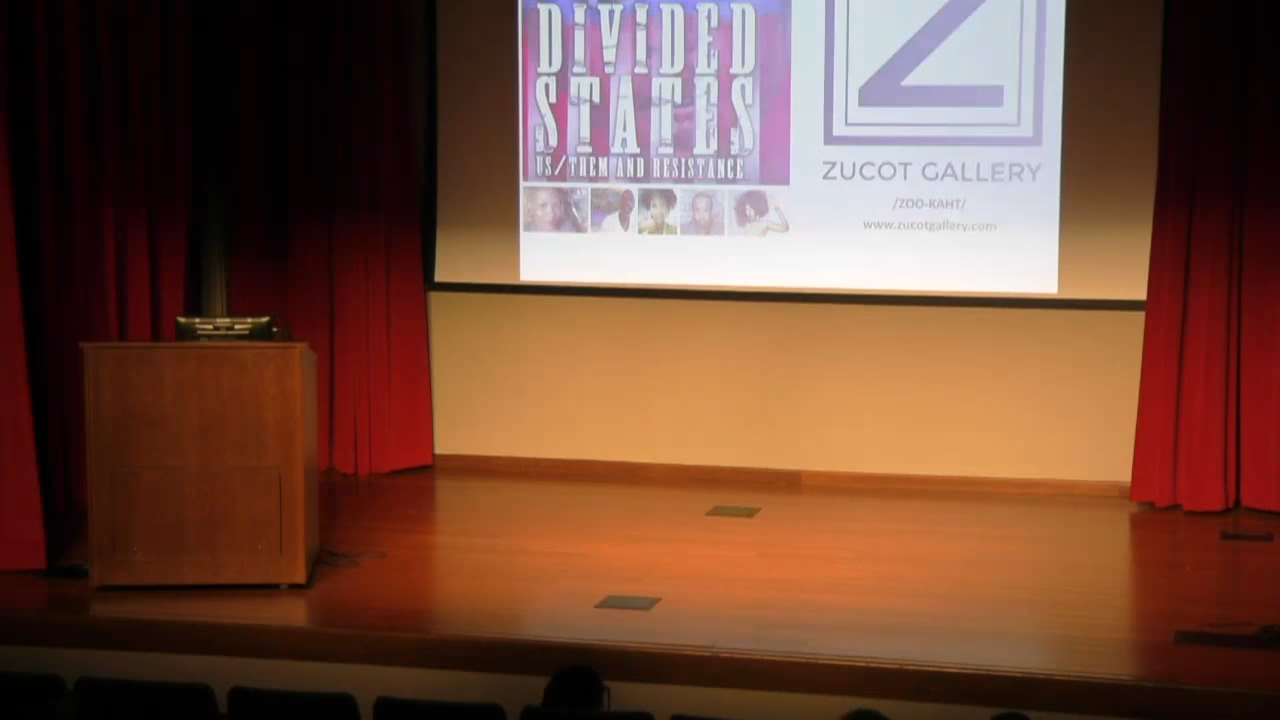 DIVIDED
STATES
US/THEM AND RESISTANCE
Z
ZUCOT GALLERY
/ZOO-KAHT/
www.zucotgallery.com